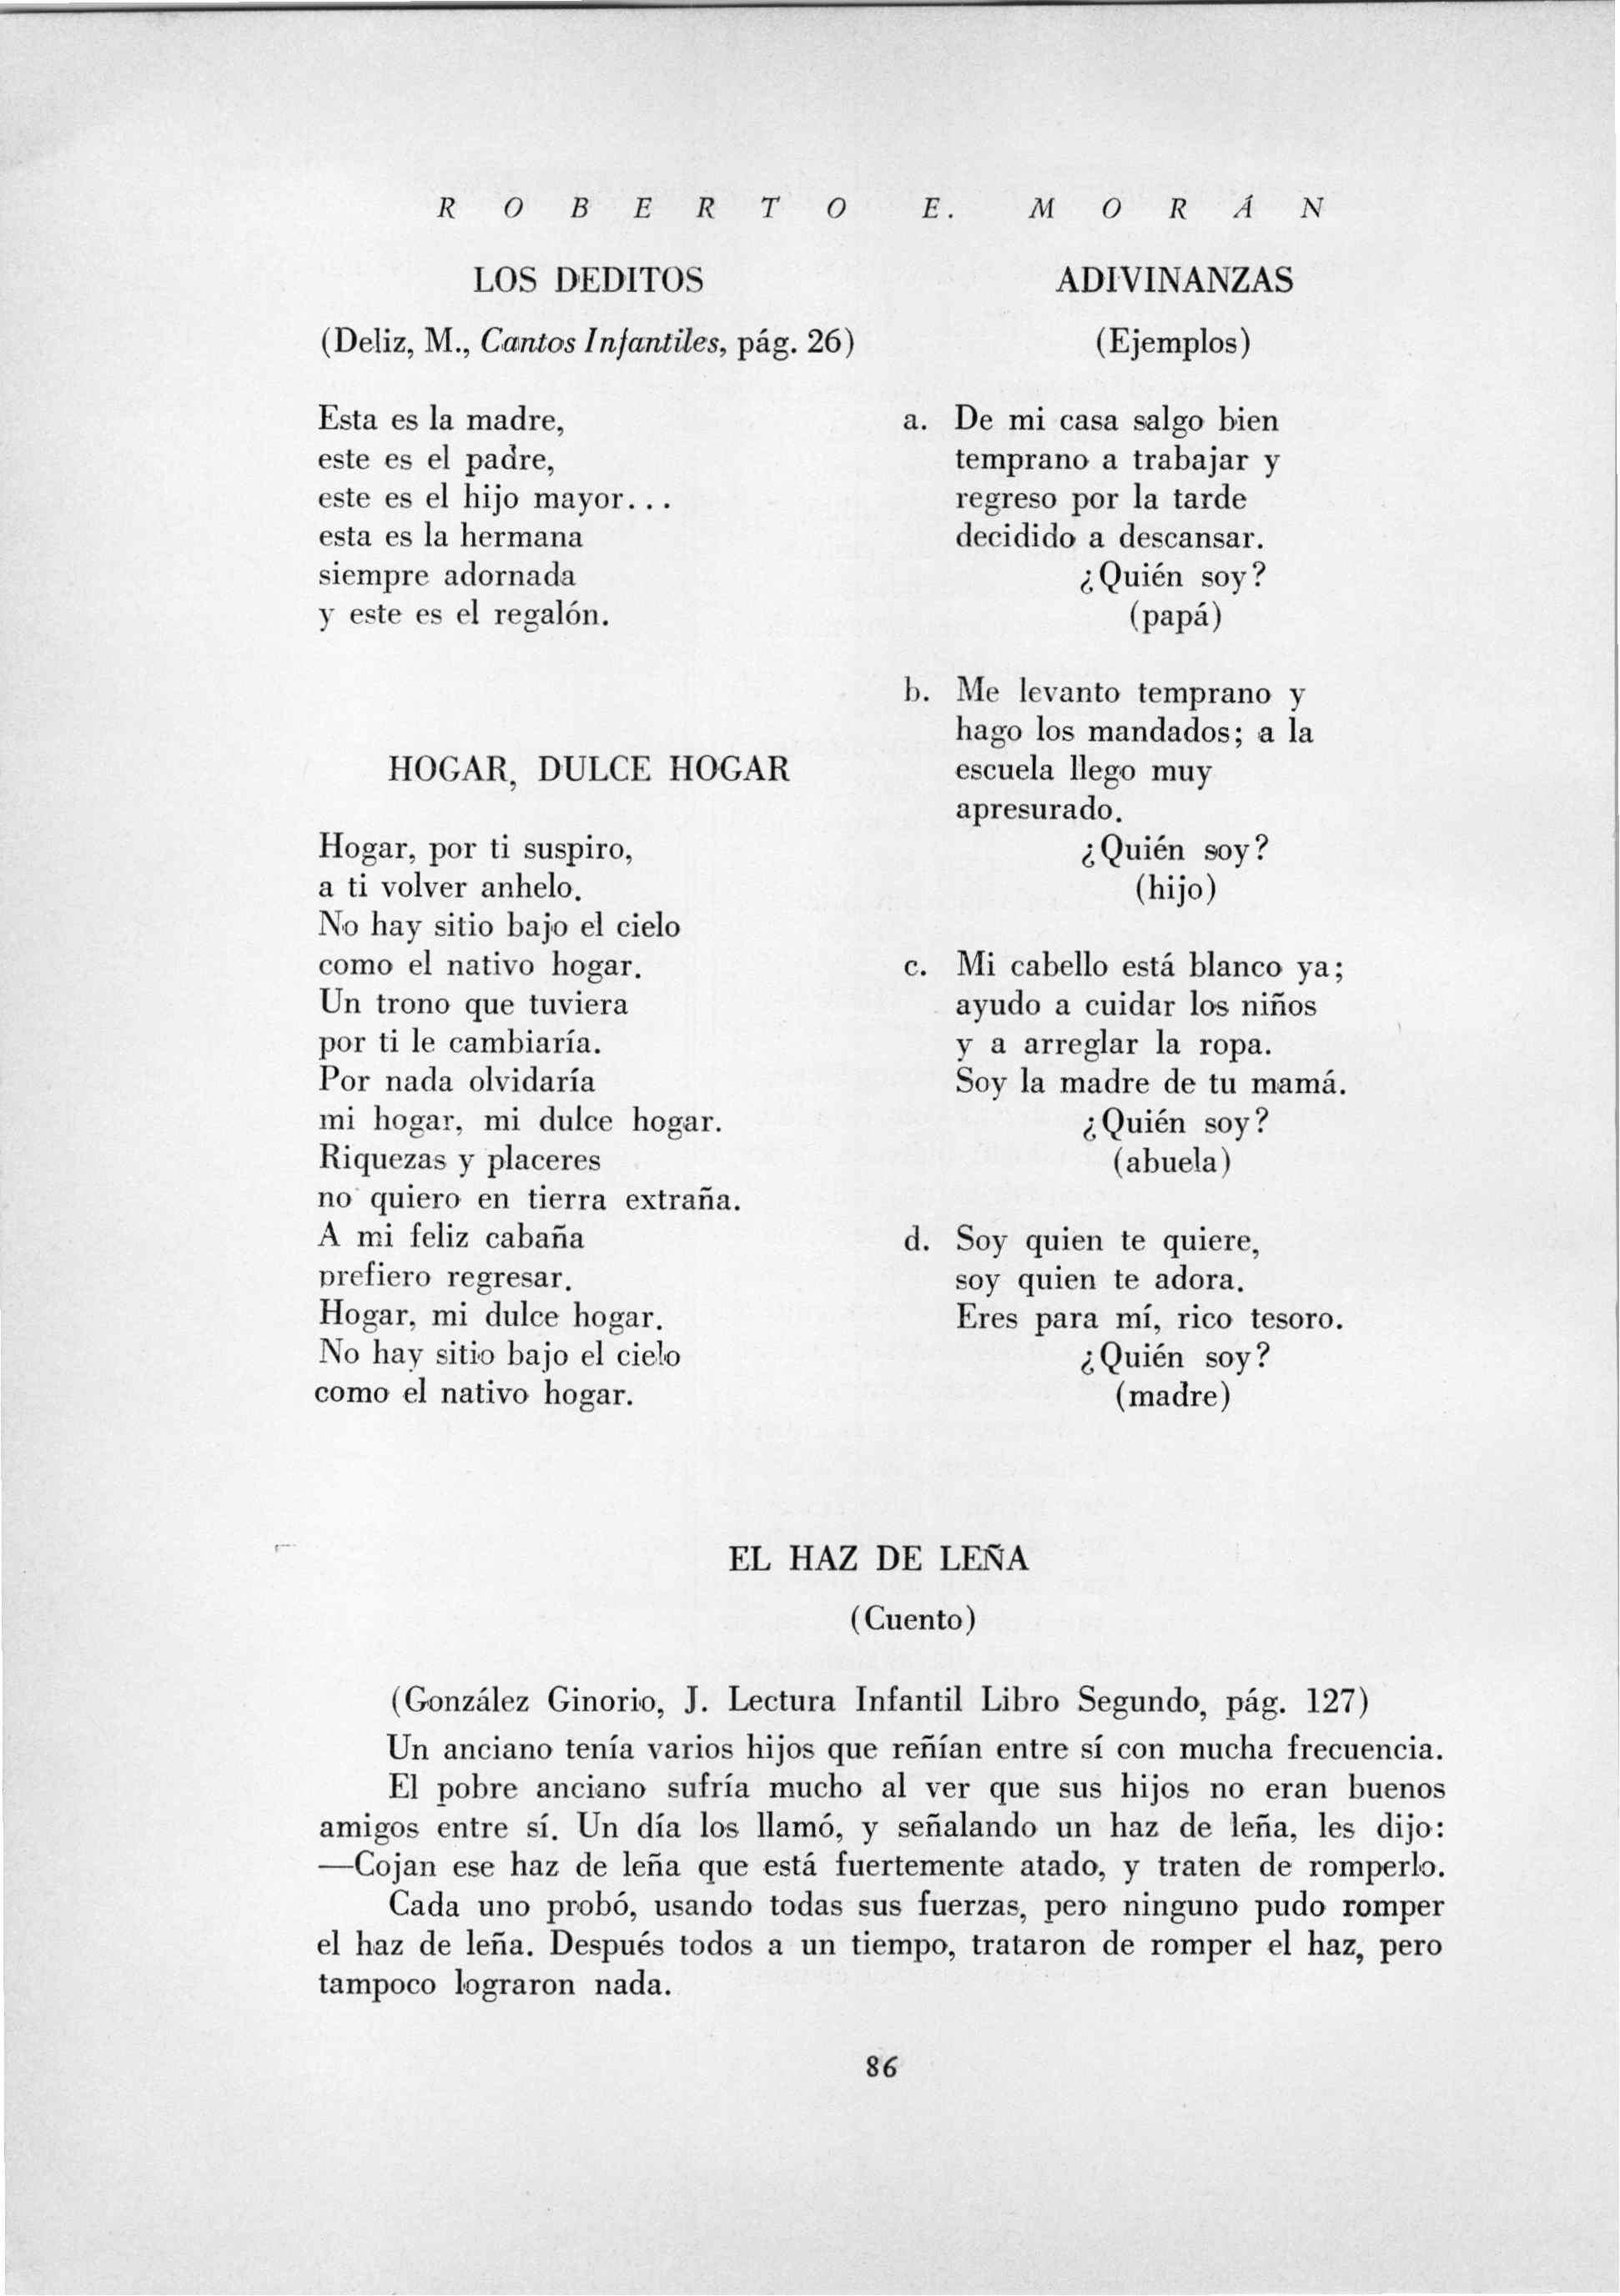 ROBERTO E. MORÁN
LOS DEDITOS
(Deliz, M., Cantos Infantiles, pág. 26)
Esta es la madre,
este es el padre,
este es el hijo mayor...
esta es la hermana
siempre adornada
y este es el regalón.
HOGAR, DULCE HOGAR
Hogar, por ti suspiro,
a ti volver anhelo.
No hay sitio bajo el cielo
como el nativo hogar.
Un trono que tuviera
por ti le cambiaría.
Por nada olvidaría
mi hogar, mi dulce hogar.
Riquezas y placeres
no quiero en tierra extraña.
A mi feliz cabaña
prefiero regresar.
Hogar, mi dulce hogar.
No hay sitio bajo el cielo
como el nativo hogar.
ADIVINANZAS
(Ejemplos)
a. De mi casa salgo bien
temprano a trabajar y
regreso por la tarde
decidido a descansar.
¿Quién soy?
(papá)
b. Me levanto temprano y
hago los mandados; a la
escuela llego muy
apresurado.
¿Quién soy?
(hijo)
c. Mi cabello está blanco ya;
ayudo a cuidar los niños
y a arreglar la ropa.
Soy la madre de tu mamá.
¿Quién soy?
(abuela)
d. Soy quien te quiere,
soy quien te adora.
Eres para mí, rico tesoro.
¿Quién soy?
(madre)
EL HAZ DE LEÑA
(Cuento)
(González Ginorio, J. Lectura Infantil Libro Segundo, pág. 127)
Un anciano tenía varios hijos que reñían entre sí con mucha frecuencia.
El pobre anciano sufría mucho al ver que sus hijos no eran buenos
amigos entre sí. Un día los llamó, y señalando un haz de leña, les dijo:
—Cojan ese haz de leña que está fuertemente atado, y traten de romperlo.
Cada uno probó, usando todas sus fuerzas, pero ninguno pudo romper
el haz de leña. Después todos a un tiempo, trataron de romper el haz, pero
tampoco lograron nada.
86